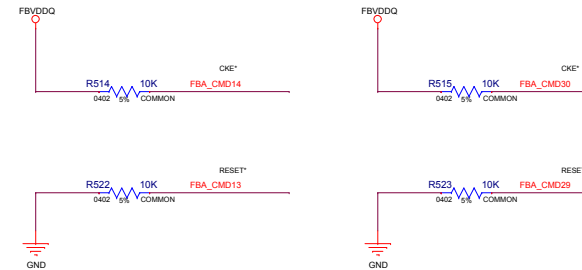 FBVDDQ FBVDDQ
CKE* CKE*
R514 10K FBA_CMD14 R515 10K FBA_CMD30
0402 5% COMMON 0402 5% COMMON
RESET* RESE
R522 10K FBA_CMD13 R523 10K FBA_CMD29
0402 5% COMMON 0402 5% COMMON
GND GND